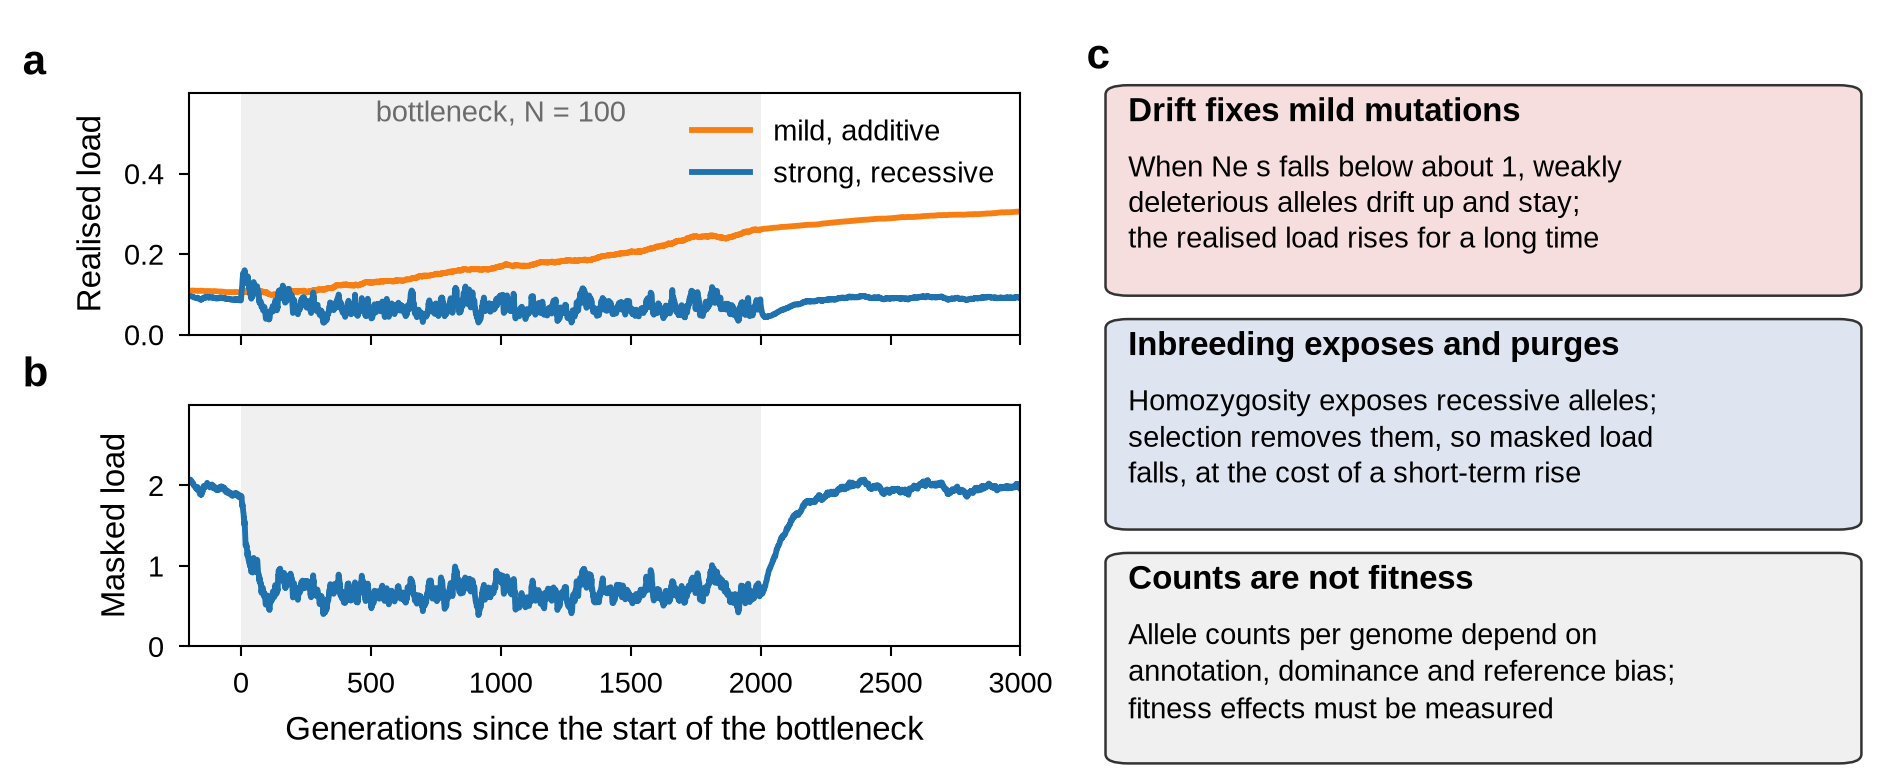 a
bottleneck, N = 100
mild, additive
strong, recessive
Realised load
0.4
0.2
0.0
b
Masked load
2
1
0
0 500 1000 1500 2000 2500 3000
Generations since the start of the bottleneck
c
Drift fixes mild mutations
When Ne s falls below about 1, weakly
deleterious alleles drift up and stay;
the realised load rises for a long time
Inbreeding exposes and purges
Homozygosity exposes recessive alleles;
selection removes them, so masked load
falls, at the cost of a short-term rise
Counts are not fitness
Allele counts per genome depend on
annotation, dominance and reference bias;
fitness effects must be measured